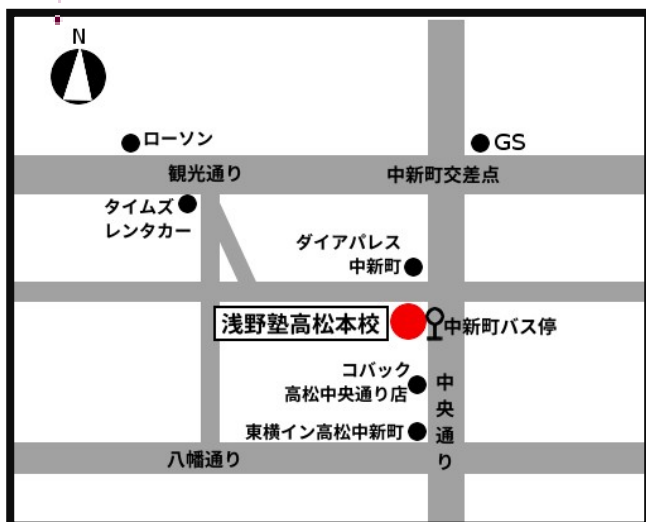 N
ローソン
GS
観光通り
中新町交差点
タイムズ
レンタカー
ダイアパレス
中新町
浅野塾高松本校
中新町バス停
コバック
高松中央通り店
中央通り
東横イン高松中新町
八幡通り